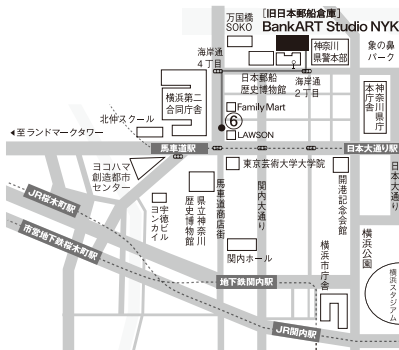 万国橋
SOKO
［旧日本郵船倉庫］
BankART Studio NYK
海岸通
4丁目
神奈川
県警本部
象の鼻
パーク
日本郵船
歴史博物館
海岸通
2丁目
横浜第二
合同庁舎
Family Mart
神奈川県庁
本庁舎
北仲スクール
⑥
LAWSON
至ランドマークタワー
馬車道駅
日本大通り駅
ヨコハマ
創造都市
センター
東京芸術大学大学院
JR桜木町駅
宇徳ビル
ヨンカイ
県立神奈川
歴史博物館
馬車道商店街
関内大通り
開港記念会館
日本大通り
市営地下鉄桜木町駅
関内ホール
横浜市庁舎
横浜公園
地下鉄関内駅
横浜スタジアム
JR関内駅